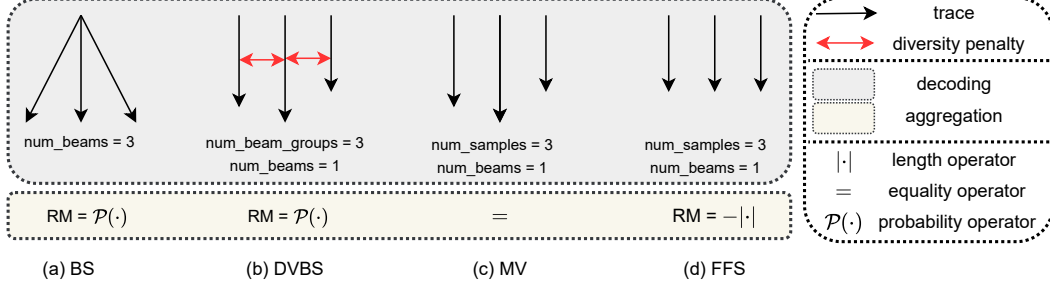 num_beams = 3
num_beam_groups = 3
num_beams = 1
num_samples = 3
num_beams = 1
num_samples = 3
num_beams = 1
RM = 𝒫(·)
RM = 𝒫(·)
=
RM = −|·|
(a) BS
(b) DVBS
(c) MV
(d) FFS
trace
diversity penalty
decoding
aggregation
|·| length operator
= equality operator
𝒫(·) probability operator